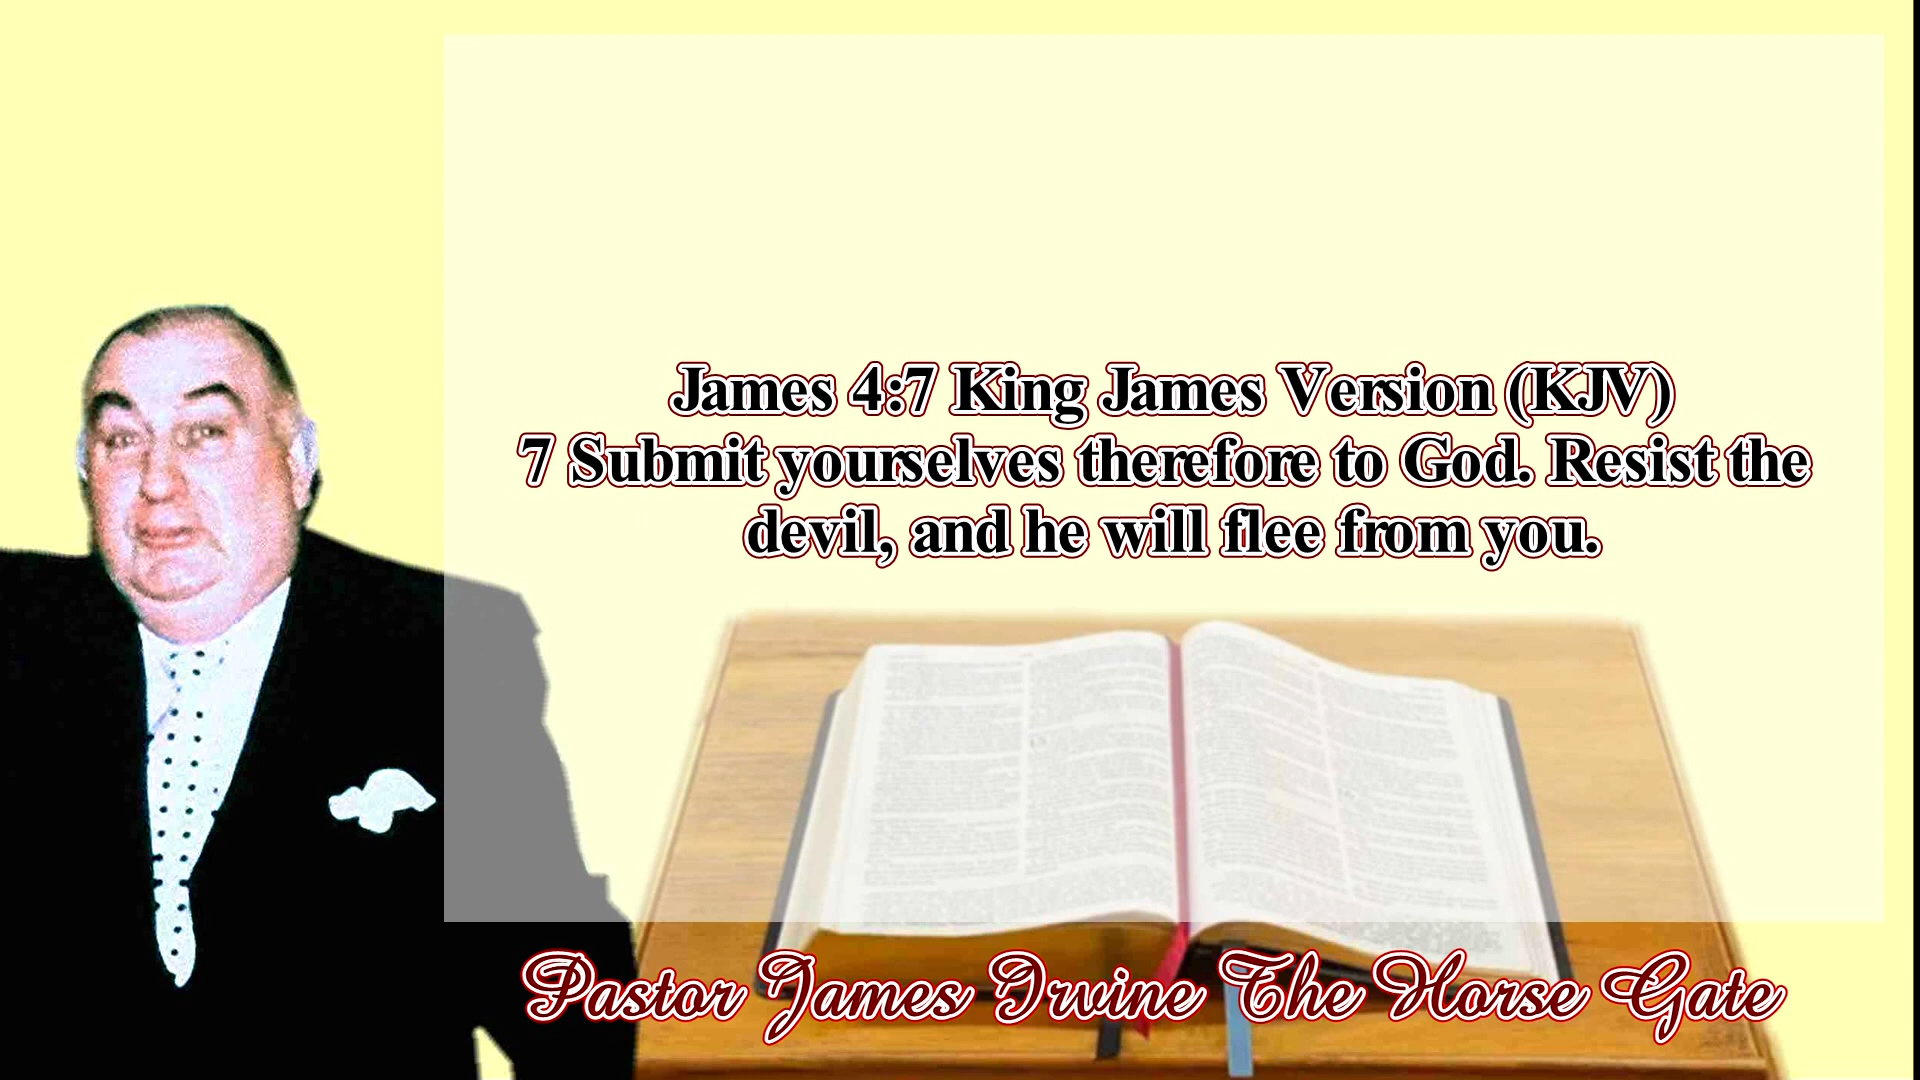 James 4:7 King James Version (KJV)
7 Submit yourselves therefore to God. Resist the
devil, and he will flee from you.
Pastor James Irvine The Horse Gate